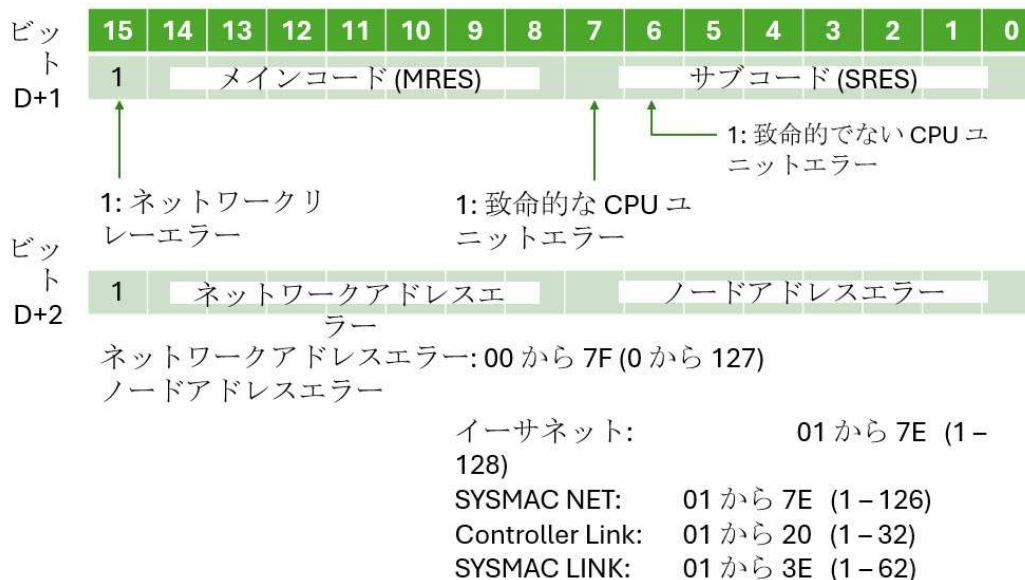 ビット 15 14 13 12 11 10 9 8 7 6 5 4 3 2 1 0
D+1 1 メインコード (MRES) サブコード (SRES)
1: 致命的でない CPU ユ
ニットエラー
1: ネットワークリ
レーエラー
1: 致命的な CPU ユ
ニットエラー
ビット
D+2 1 ネットワークアドレスエ
ラー
ノードアドレスエラー
ネットワークアドレスエラー: 00 から 7F (0 から 127)
ノードアドレスエラー
イーサネット: 01 から 7E (1 –
128)
SYSMAC NET: 01 から 7E (1 – 126)
Controller Link: 01 から 20 (1 – 32)
SYSMAC LINK: 01 から 3E (1 – 62)